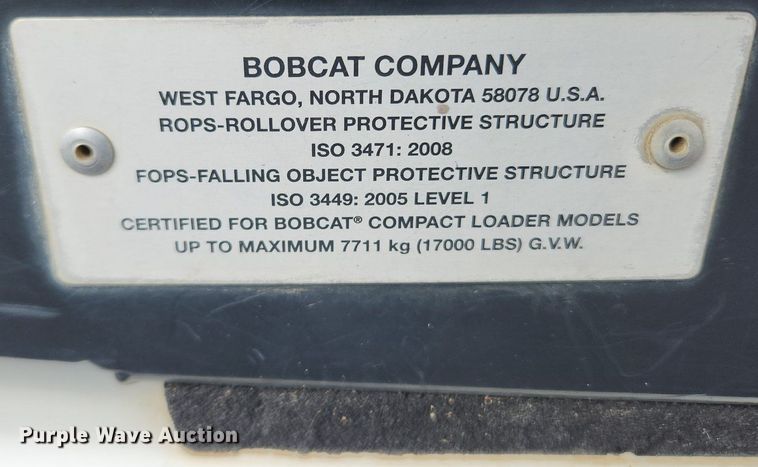 BOBCAT COMPANY
WEST FARGO, NORTH DAKOTA 58078 U.S.A.
ROPS-ROLLOVER PROTECTIVE STRUCTURE
ISO 3471: 2008
FOPS-FALLING OBJECT PROTECTIVE STRUCTURE
ISO 3449: 2005 LEVEL 1
CERTIFIED FOR BOBCAT® COMPACT LOADER MODELS
UP TO MAXIMUM 7711 kg (17000 LBS) G.V.W.
Purple Wave Auction